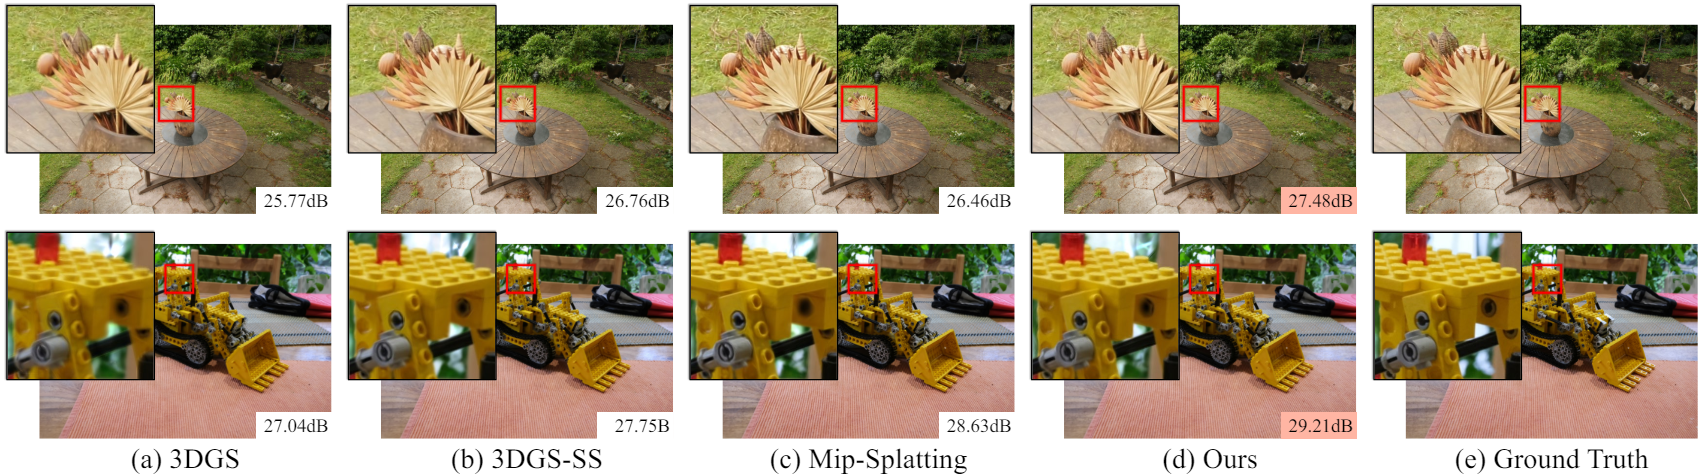 25.77dB
26.76dB
26.46dB
27.48dB
27.04dB
27.75B
28.63dB
29.21dB
(a) 3DGS
(b) 3DGS-SS
(c) Mip-Splatting
(d) Ours
(e) Ground Truth